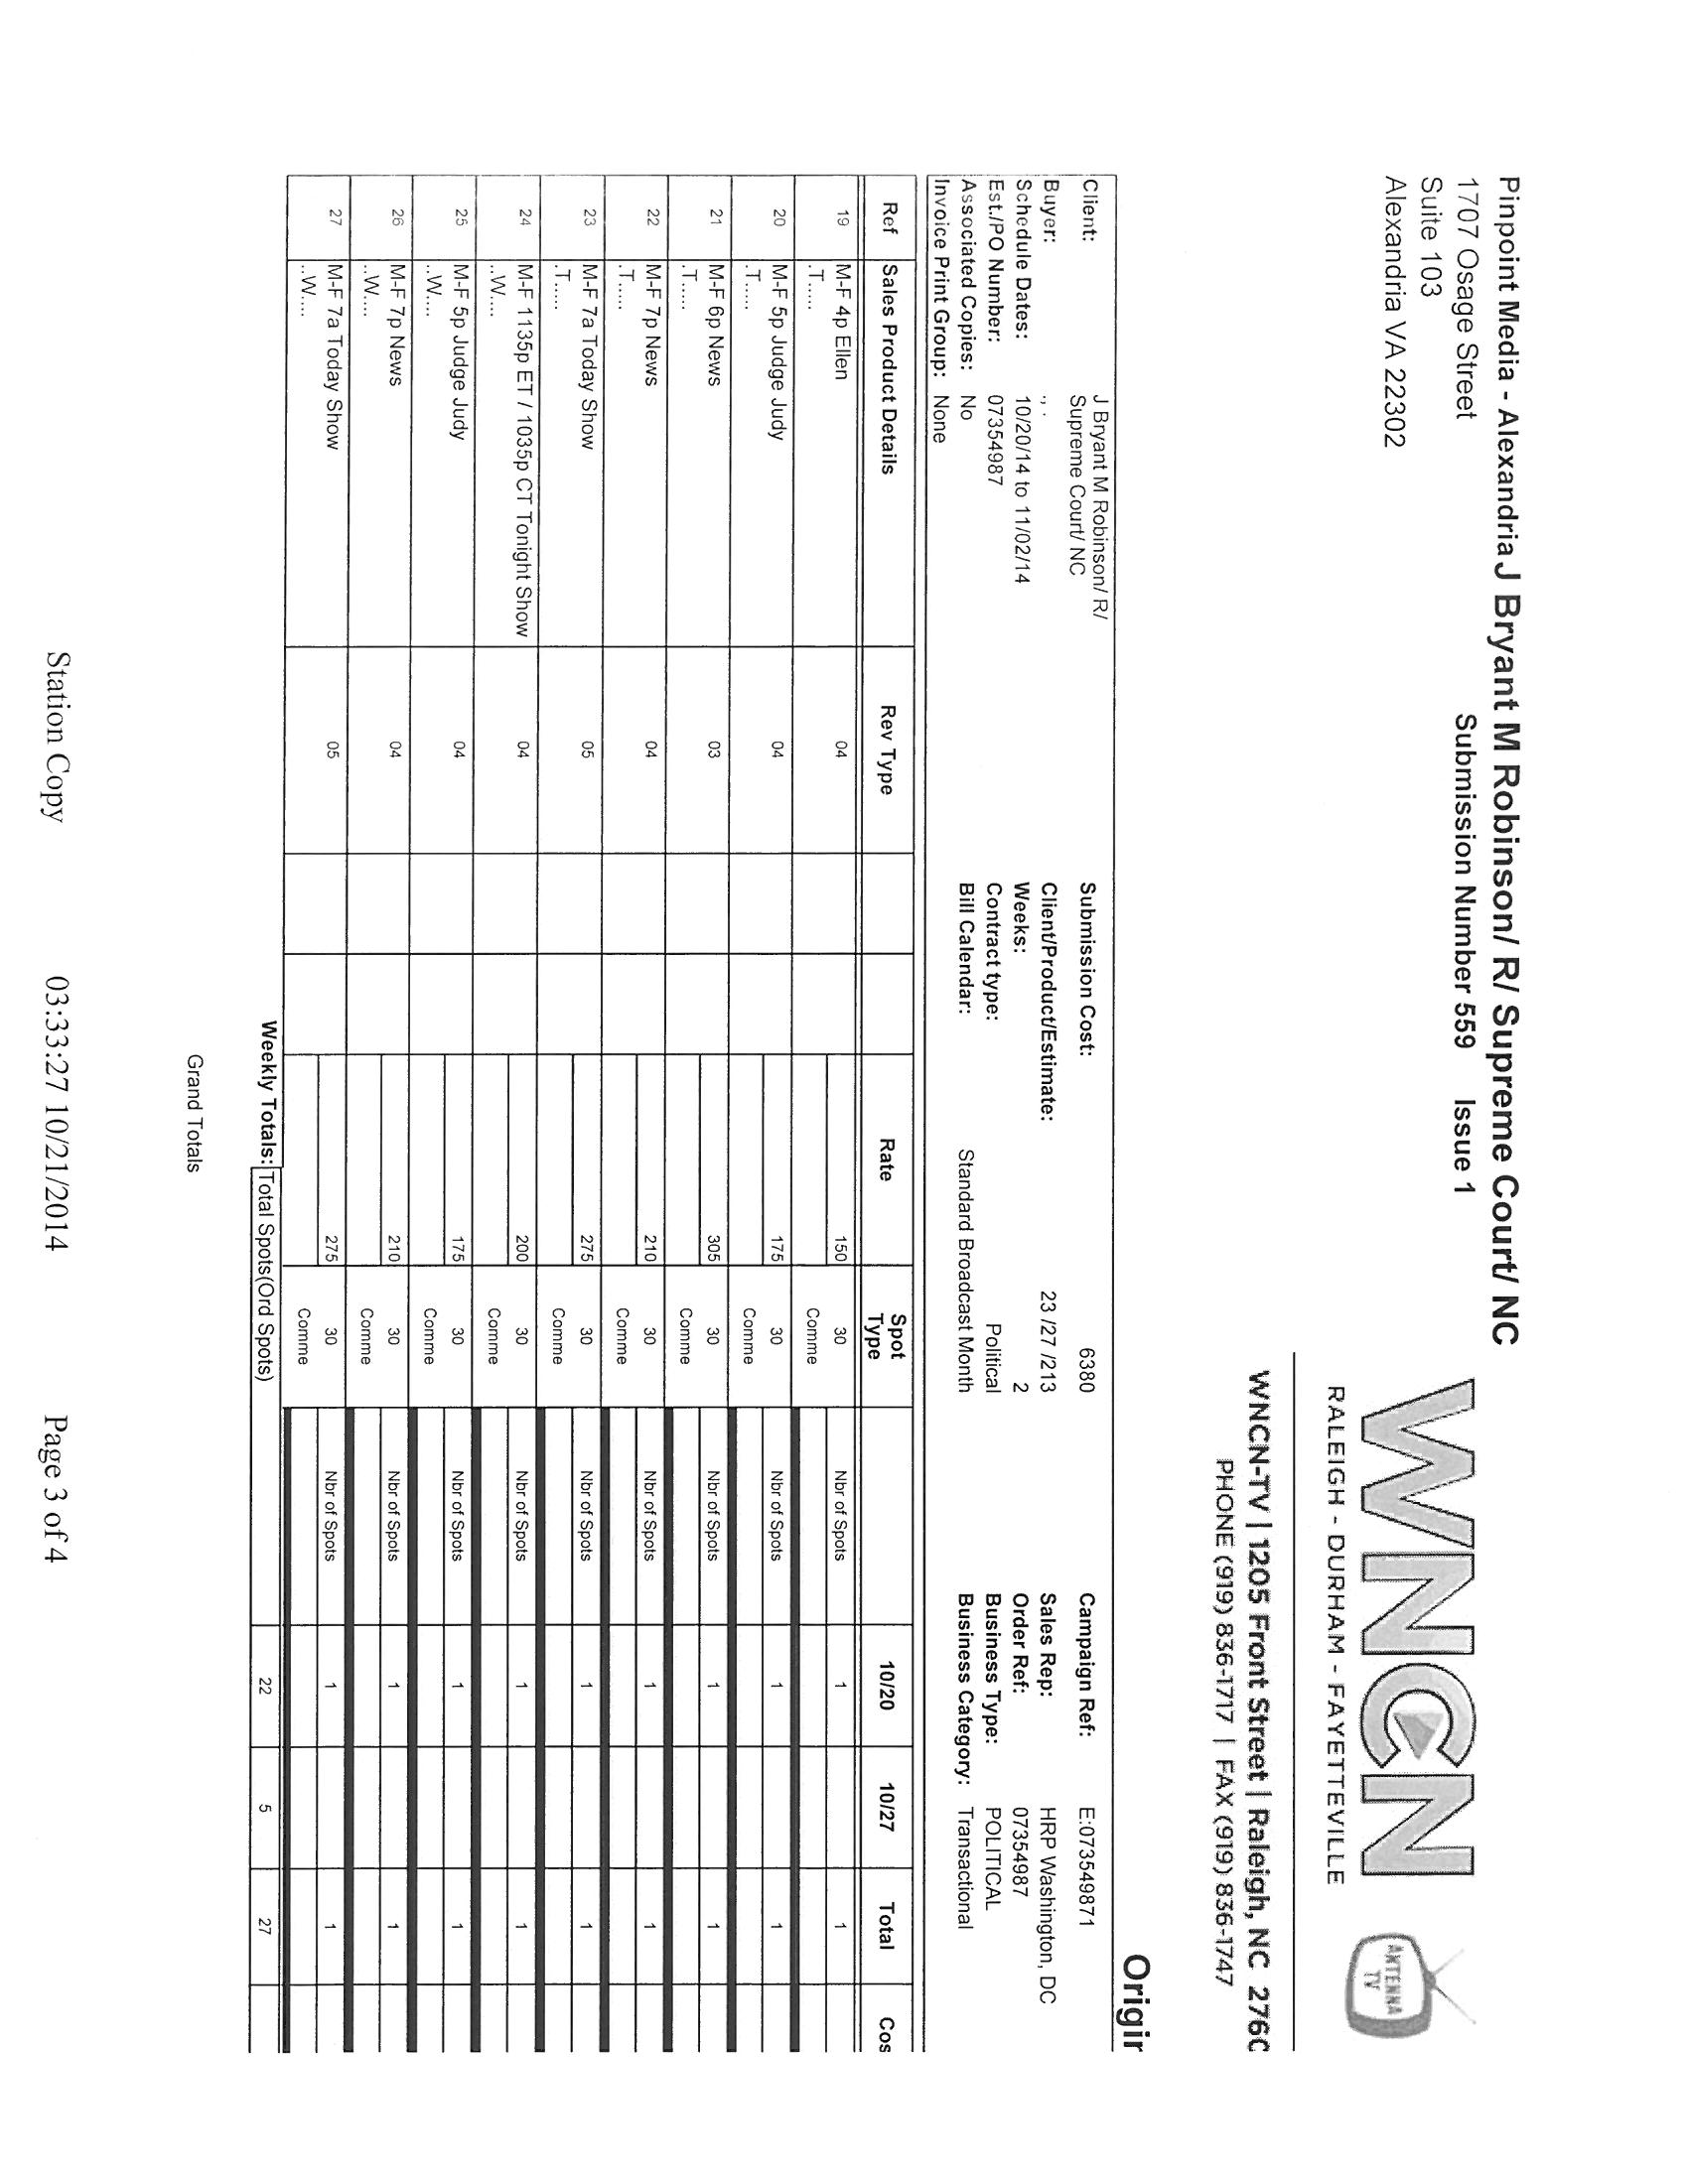 Pinpoint Media - Alexandria J Bryant M Robinson/ R/ Supreme Court/ NC
1707 Osage Street
Submission Number 559 Issue 1
Suite 103
Alexandria VA 22302
WNCN
RALEIGH - DURHAM - FAYETTEVILLE
ANTENNA
TV
WNCN-TV | 1205 Front Street | Raleigh, NC 2760
PHONE (919) 836-1717 | FAX (919) 836-1747
Origin
Client: J Bryant M Robinson/ R/ Supreme Court/ NC
Submission Cost: 6380
Campaign Ref: E:073549871
Buyer: , .
Client/Product/Estimate: 23 /27 /213
Sales Rep: HRP Washington, DC
Schedule Dates: 10/20/14 to 11/02/14
Weeks: 2
Order Ref: 07354987
Est./PO Number: 07354987
Contract type: Political
Business Type: POLITICAL
Associated Copies: No
Bill Calendar: Standard Broadcast Month
Business Category: Transactional
Invoice Print Group: None
Ref Sales Product Details Rev Type Rate Spot Type 10/20 10/27 Total Cos
19 M-F 4p Ellen 04 150 30 Nbr of Spots 1 1
.T..... Comme
20 M-F 5p Judge Judy 04 175 30 Nbr of Spots 1 1
.T..... Comme
21 M-F 6p News 03 305 30 Nbr of Spots 1 1
.T..... Comme
22 M-F 7p News 04 210 30 Nbr of Spots 1 1
.T..... Comme
23 M-F 7a Today Show 05 275 30 Nbr of Spots 1 1
.T..... Comme
24 M-F 1135p ET / 1035p CT Tonight Show 04 200 30 Nbr of Spots 1 1
..W.... Comme
25 M-F 5p Judge Judy 04 175 30 Nbr of Spots 1 1
..W.... Comme
26 M-F 7p News 04 210 30 Nbr of Spots 1 1
..W.... Comme
27 M-F 7a Today Show 05 275 30 Nbr of Spots 1 1
..W.... Comme
Weekly Totals: Total Spots(Ord Spots) 22 5 27
Grand Totals
Station Copy 03:33:27 10/21/2014 Page 3 of 4